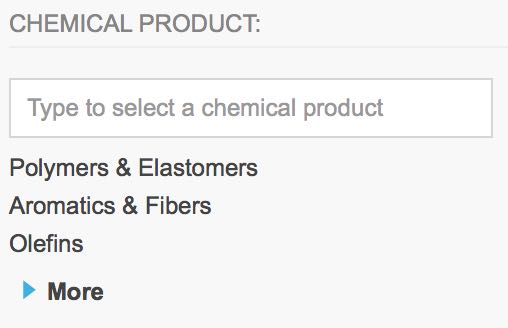 CHEMICAL PRODUCT:
Type to select a chemical product
Polymers & Elastomers
Aromatics & Fibers
Olefins
More